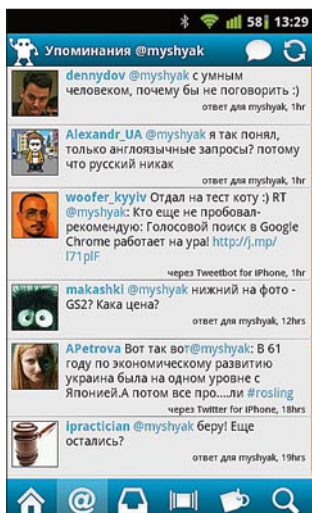 58 13:29
Упоминания @myshyak
dennydov @myshyak с умным
человеком, почему бы не поговорить :)
ответ для myshyak, 1hr
Alexandr_UA @myshyak я так понял,
только англоязычные запросы? потому
что русский никак
ответ для myshyak, 1hr
woofer_kyyiv Отдал на тест коту :) RT
@myshyak: Кто еще не пробовал-
рекомендую: Голосовой поиск в Google
Chrome работает на ура! http://j.mp/
l71plF
через Tweetbot for iPhone, 1hr
makashki @myshyak нижний на фото -
GS2? Кака цена?
ответ для myshyak, 12hrs
APetrova Вот так вот@myshyak: В 61
году по экономическому развитию
украина была на одном уровне с
Японией.А потом все про.....ли #rosling
через Twitter for iPhone, 18hrs
ipractician @myshyak беру! Еще
остались?
ответ для myshyak, 19hrs
@